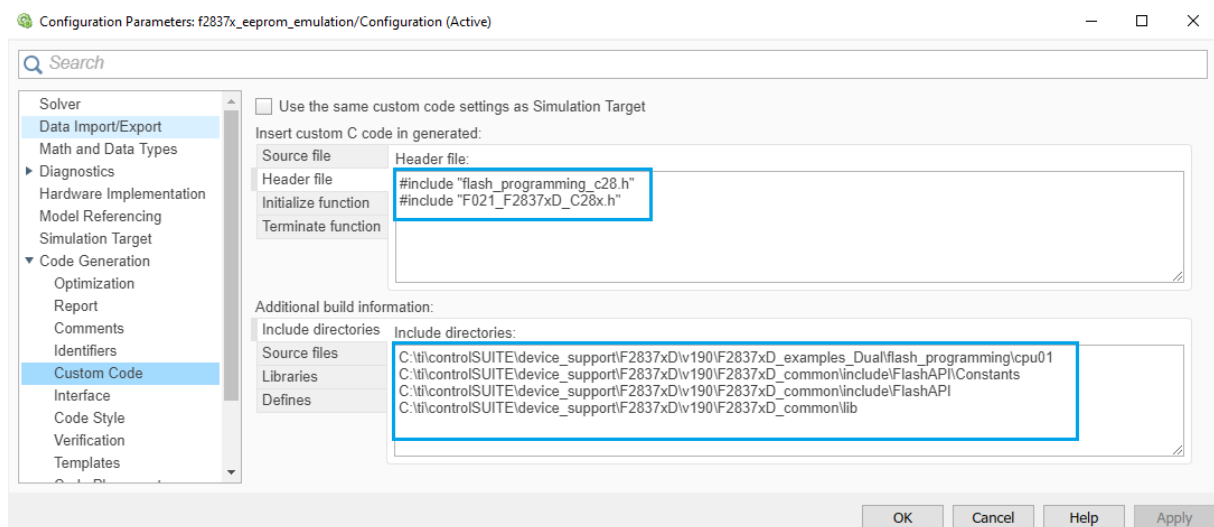 Configuration Parameters: f2837x_eeprom_emulation/Configuration (Active)
Search
Solver
Data Import/Export
Math and Data Types
Diagnostics
Hardware Implementation
Model Referencing
Simulation Target
Code Generation
Optimization
Report
Comments
Identifiers
Custom Code
Interface
Code Style
Verification
Templates
Use the same custom code settings as Simulation Target
Insert custom C code in generated:
Source file
Header file
Initialize function
Terminate function
Header file:
#include "flash_programming_c28.h"
#include "F021_F2837xD_C28x.h"
Additional build information:
Include directories
Source files
Libraries
Defines
Include directories:
C:\ti\controlSUITE\device_support\F2837xD\v190\F2837xD_examples_Dual\flash_programming\cpu01
C:\ti\controlSUITE\device_support\F2837xD\v190\F2837xD_common\include\FlashAPI\Constants
C:\ti\controlSUITE\device_support\F2837xD\v190\F2837xD_common\include\FlashAPI
C:\ti\controlSUITE\device_support\F2837xD\v190\F2837xD_common\lib
OK
Cancel
Help
Apply